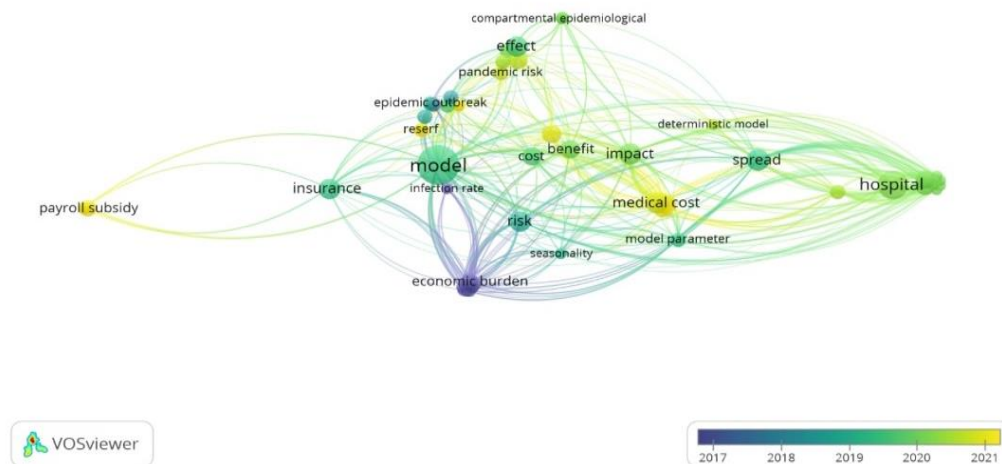 compartmental epidemiological
effect
pandemic risk
epidemic outbreak
reserf
deterministic model
cost
benefit
impact
model
spread
infection rate
insurance
hospital
payroll subsidy
medical cost
risk
model parameter
seasonality
economic burden
VOSviewer
2017 2018 2019 2020 2021